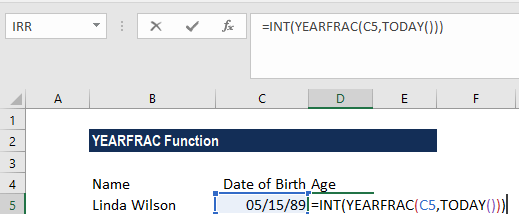 IRR
fx
=INT(YEARFRAC(C5,TODAY()))
A B C D E F
1
2 YEARFRAC Function
3
4 Name Date of Birth Age
5 Linda Wilson 05/15/89 =INT(YEARFRAC(C5,TODAY()))